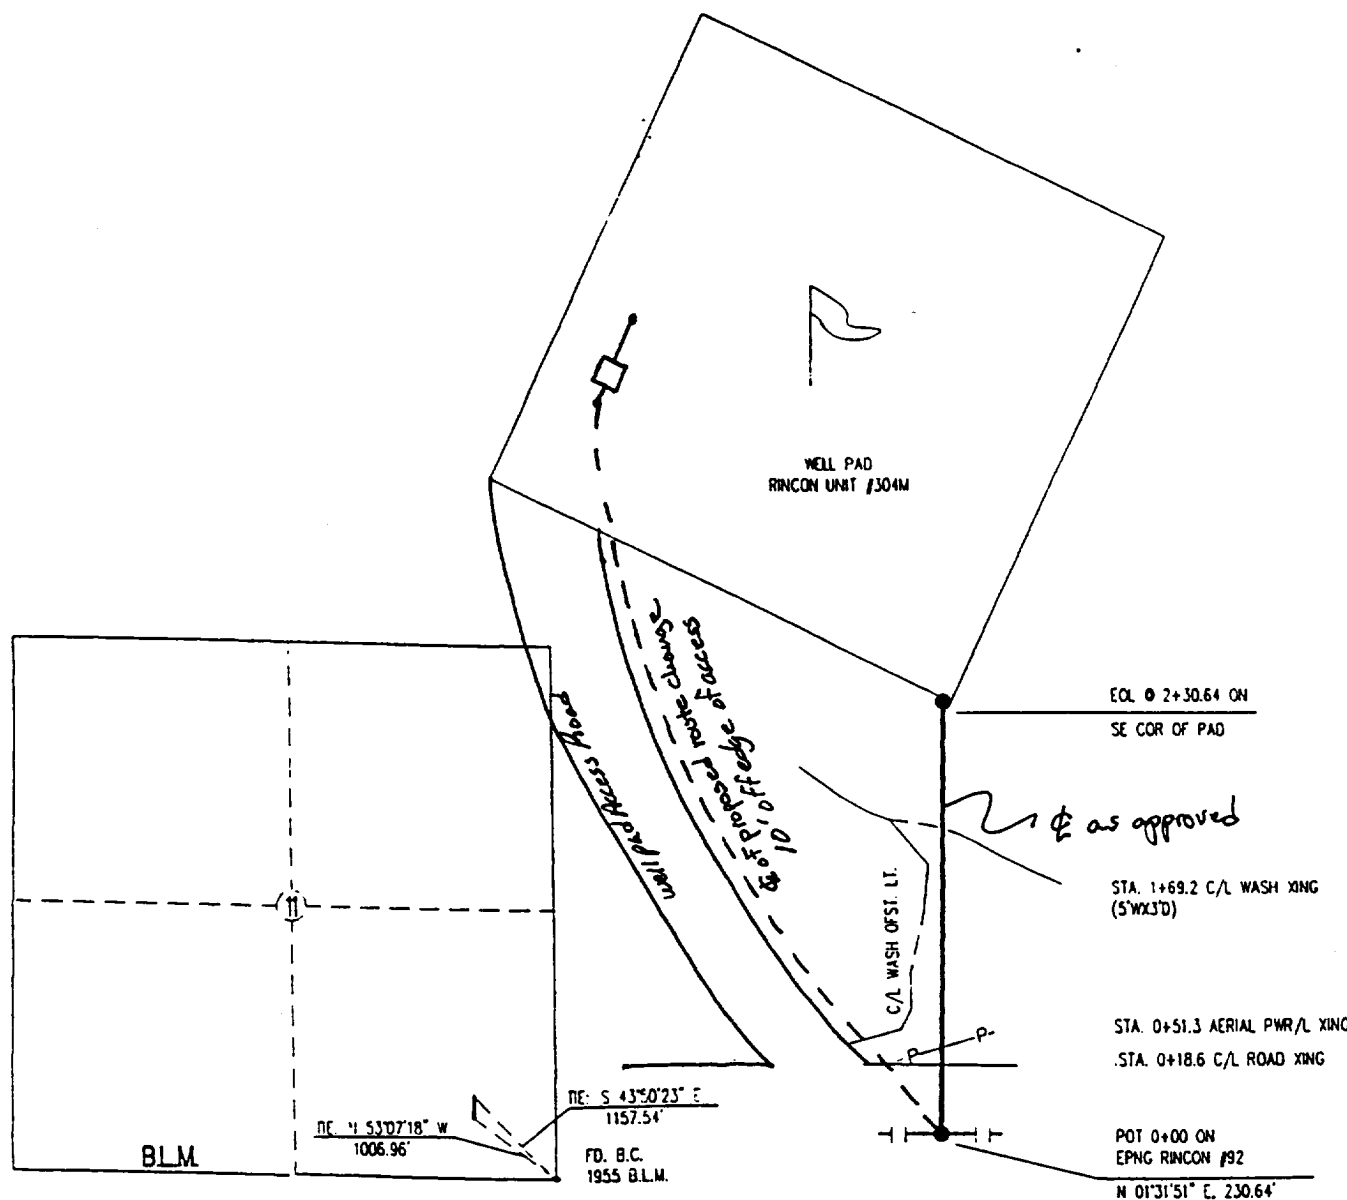 WELL PAD
RINCON UNIT #304M
℄ of proposed route change
10' off edge of access
well pad Access Road
EOL @ 2+30.64 ON
SE COR OF PAD
℄ as approved
STA. 1+69.2 C/L WASH XING
(5'WX3'D)
C/L WASH OFST. LT.
STA. 0+51.3 AERIAL PWR/L XING
STA. 0+18.6 C/L ROAD XING
-P-
P-
POT 0+00 ON
EPNG RINCON #92
N 01°31'51" E, 230.64'
11
TIE: S 43°50'23" E
1157.54'
TIE: N 53°07'18" W
1006.96'
FD. B.C.
1955 B.L.M.
B.L.M.